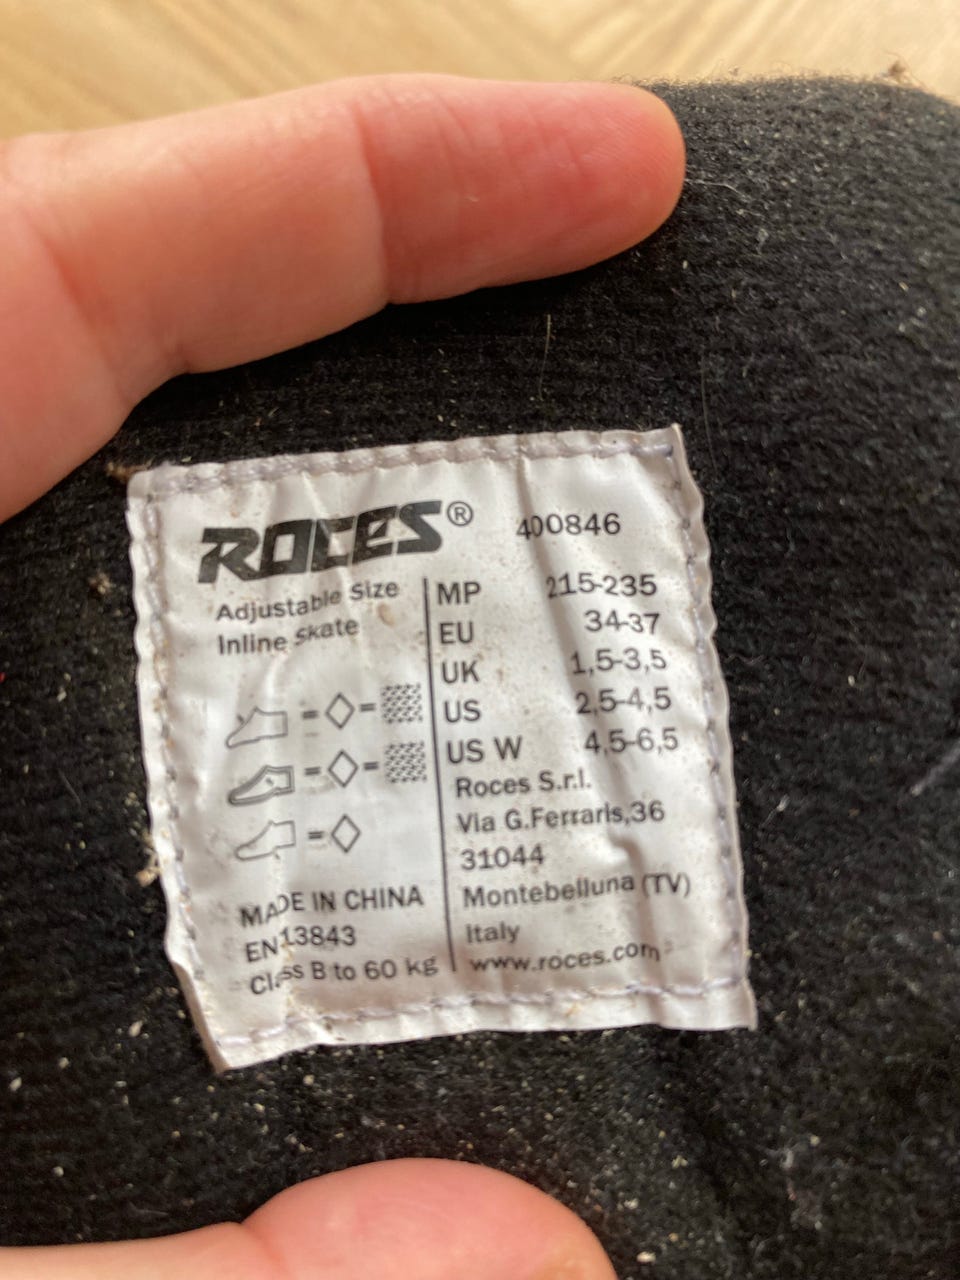 ROCES® 400846
Adjustable Size
Inline Skate
MP 215-235
EU 34-37
UK 1,5-3,5
US 2,5-4,5
US W 4,5-6,5
= =
= =
=
MADE IN CHINA
EN 13843
Class B to 60 kg
Roces S.r.l.
Via G.Ferraris,36
31044
Montebelluna (TV)
Italy
www.roces.com